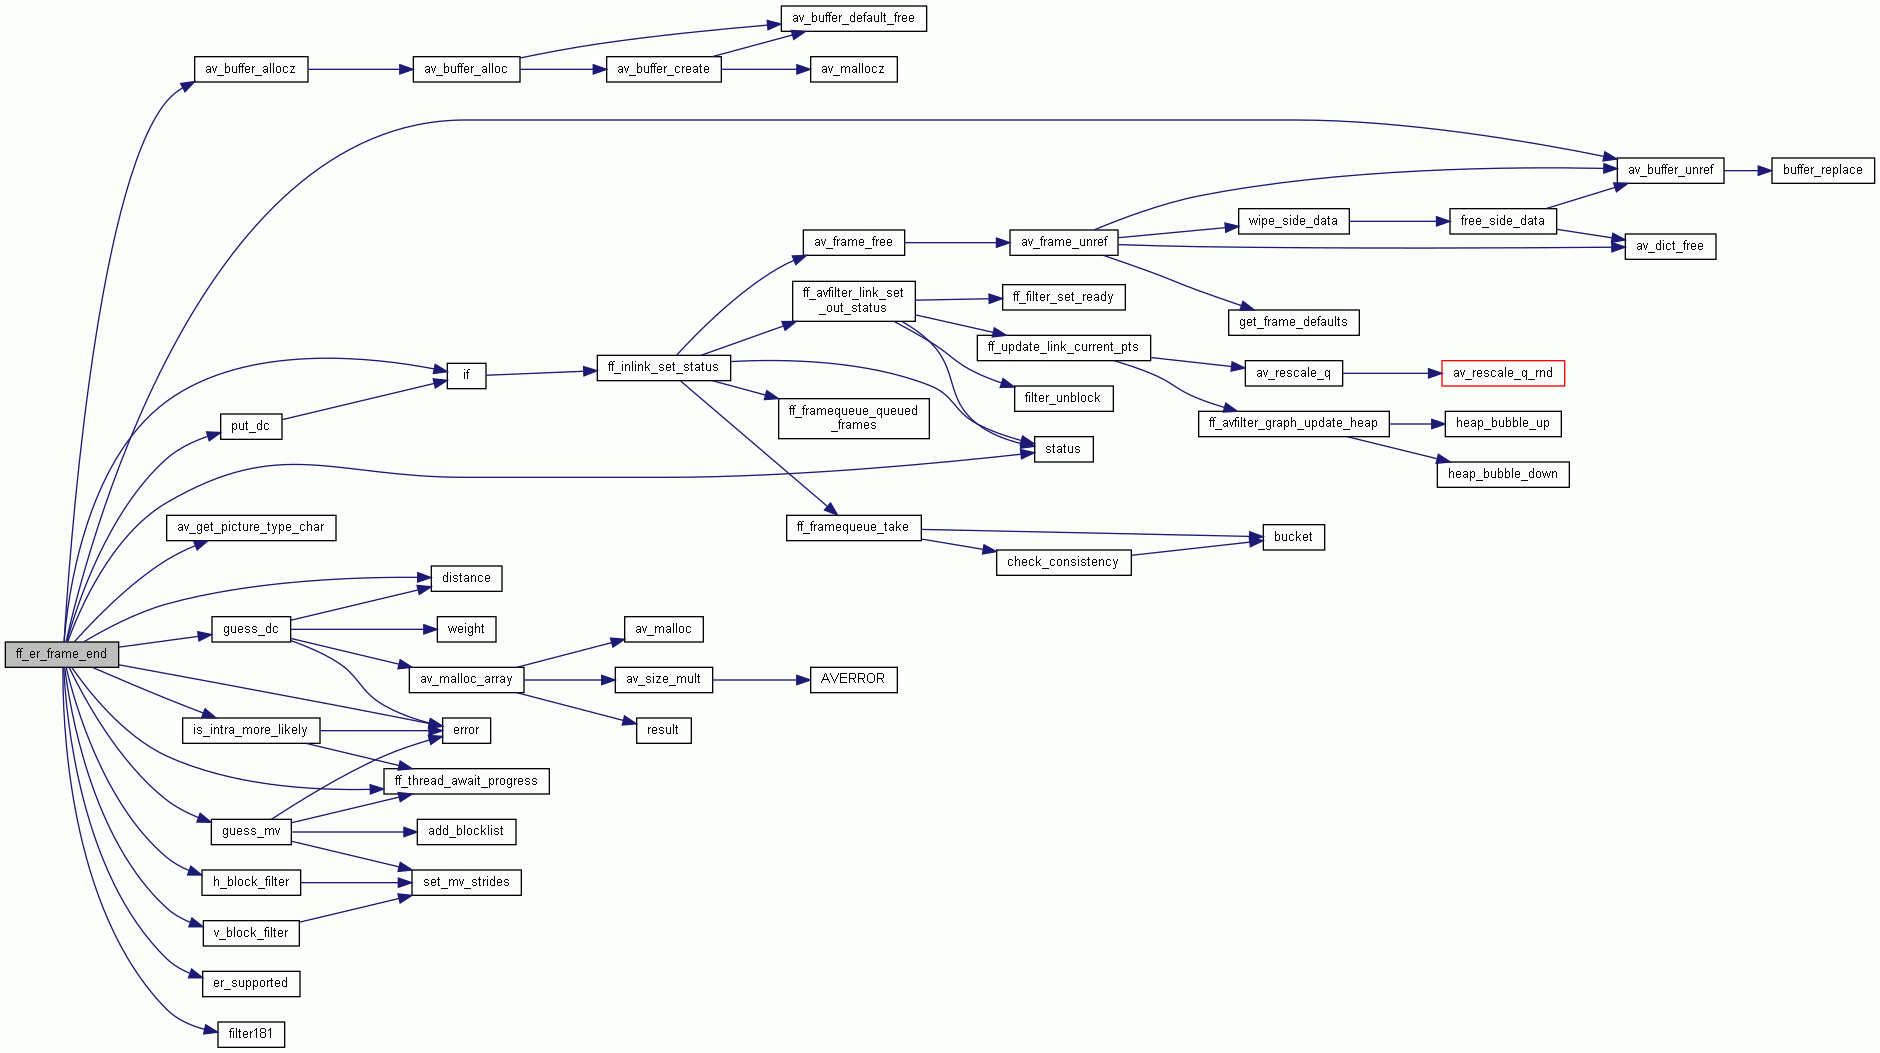 av_buffer_default_free
av_buffer_allocz
av_buffer_alloc
av_buffer_create
av_mallocz
av_buffer_unref
buffer_replace
wipe_side_data
free_side_data
av_frame_free
av_frame_unref
av_dict_free
ff_avfilter_link_set
_out_status
ff_filter_set_ready
get_frame_defaults
ff_update_link_current_pts
if
ff_inlink_set_status
av_rescale_q
av_rescale_q_rnd
filter_unblock
ff_framequeue_queued
_frames
put_dc
ff_avfilter_graph_update_heap
heap_bubble_up
status
heap_bubble_down
av_get_picture_type_char
ff_framequeue_take
bucket
check_consistency
distance
guess_dc
weight
av_malloc
ff_er_frame_end
av_malloc_array
av_size_mult
AVERROR
is_intra_more_likely
error
result
ff_thread_await_progress
guess_mv
add_blocklist
h_block_filter
set_mv_strides
v_block_filter
er_supported
filter181